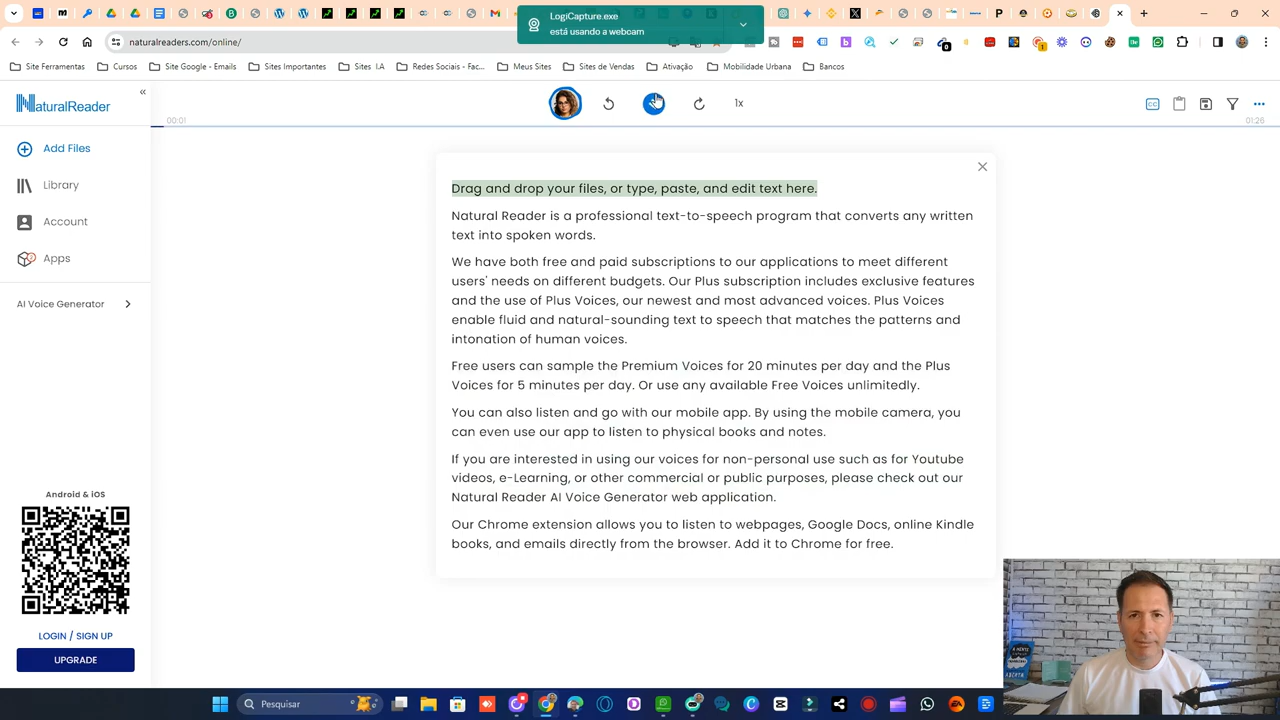 LogiCapture.exe
está usando a webcam
naturalreaders.com/online/
Site Ferramentas
Cursos
Site Google - Emails
Sites Importantes
Sites I.A
Redes Sociais - Fac...
Meus Sites
Sites de Vendas
Ativação
Mobilidade Urbana
Bancos
NaturalReader
«
1x
CC
00:01
01:26
Add Files
Library
Account
Apps
AI Voice Generator
Drag and drop your files, or type, paste, and edit text here.
Natural Reader is a professional text-to-speech program that converts any written
text into spoken words.
We have both free and paid subscriptions to our applications to meet different
users' needs on different budgets. Our Plus subscription includes exclusive features
and the use of Plus Voices, our newest and most advanced voices. Plus Voices
enable fluid and natural-sounding text to speech that matches the patterns and
intonation of human voices.
Free users can sample the Premium Voices for 20 minutes per day and the Plus
Voices for 5 minutes per day. Or use any available Free Voices unlimitedly.
You can also listen and go with our mobile app. By using the mobile camera, you
can even use our app to listen to physical books and notes.
If you are interested in using our voices for non-personal use such as for Youtube
videos, e-Learning, or other commercial or public purposes, please check out our
Natural Reader AI Voice Generator web application.
Our Chrome extension allows you to listen to webpages, Google Docs, online Kindle
books, and emails directly from the browser. Add it to Chrome for free.
Android & iOS
LOGIN / SIGN UP
UPGRADE
A MENTE
ABERTA
Pesquisar